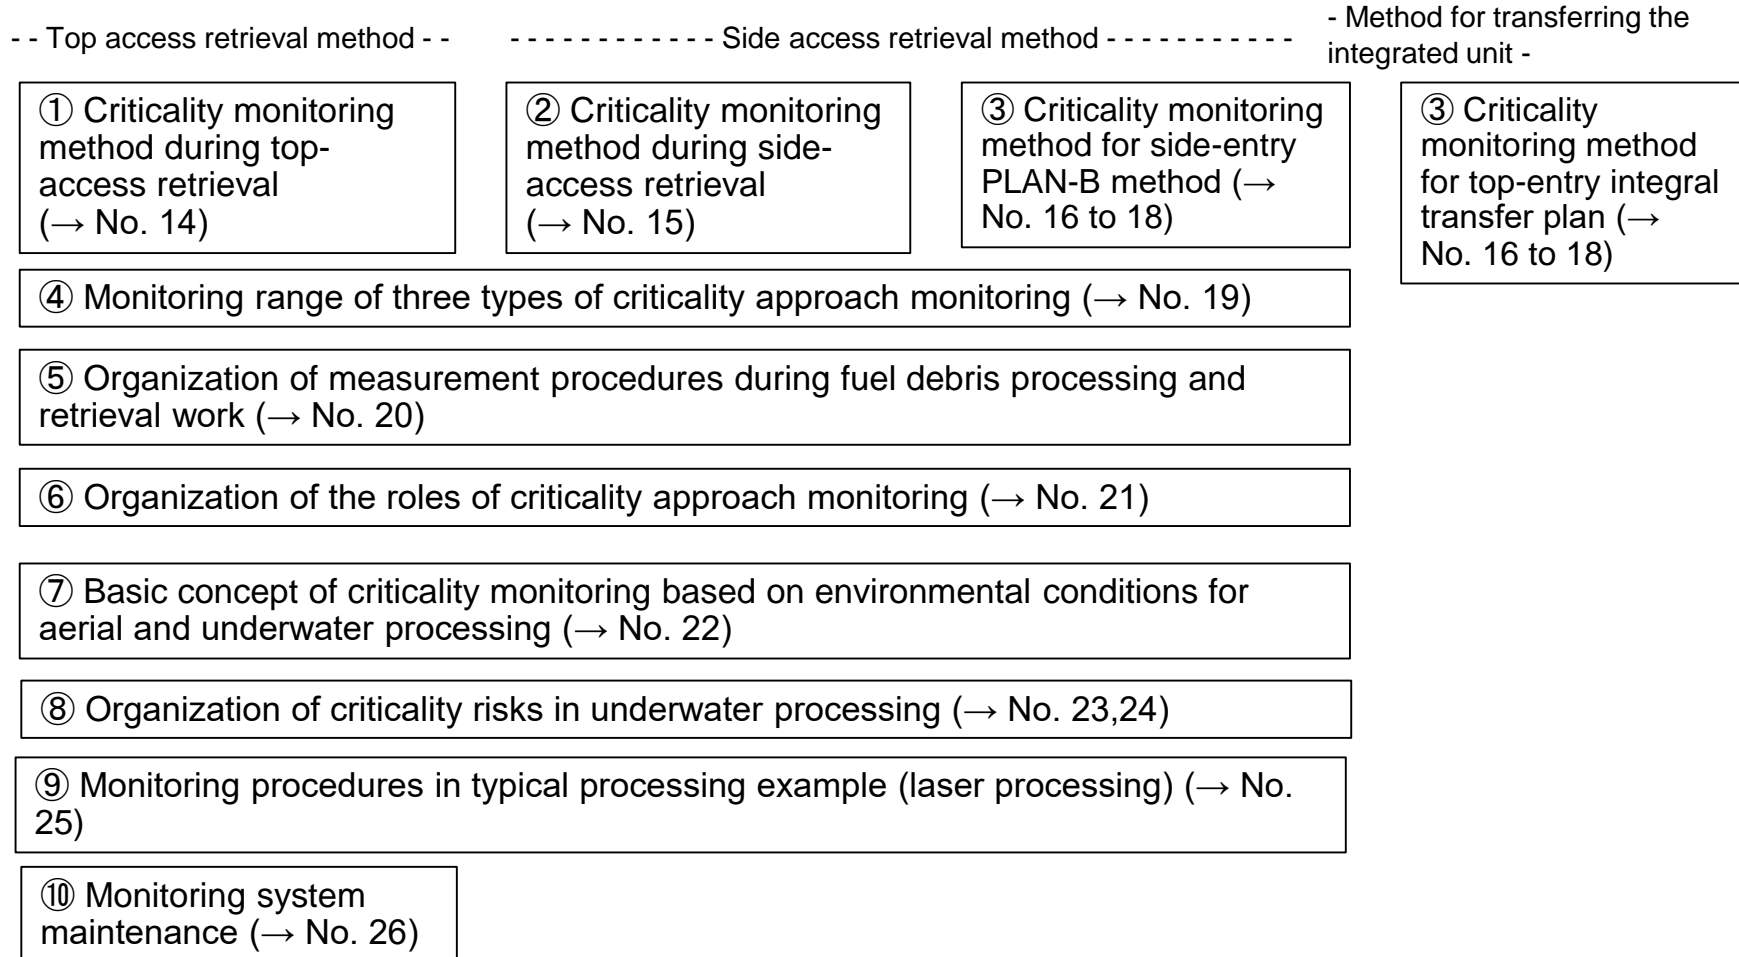 - - Top access retrieval method - -
- - - - - - - - - - - - Side access retrieval method - - - - - - - - - - -
- Method for transferring the
integrated unit -
① Criticality monitoring
method during top-
access retrieval
(→ No. 14)
② Criticality monitoring
method during side-
access retrieval
(→ No. 15)
③ Criticality monitoring
method for side-entry
PLAN-B method (→
No. 16 to 18)
③ Criticality
monitoring method
for top-entry integral
transfer plan (→
No. 16 to 18)
④ Monitoring range of three types of criticality approach monitoring (→ No. 19)
⑤ Organization of measurement procedures during fuel debris processing and
retrieval work (→ No. 20)
⑥ Organization of the roles of criticality approach monitoring (→ No. 21)
⑦ Basic concept of criticality monitoring based on environmental conditions for
aerial and underwater processing (→ No. 22)
⑧ Organization of criticality risks in underwater processing (→ No. 23,24)
⑨ Monitoring procedures in typical processing example (laser processing) (→ No.
25)
⑩ Monitoring system
maintenance (→ No. 26)